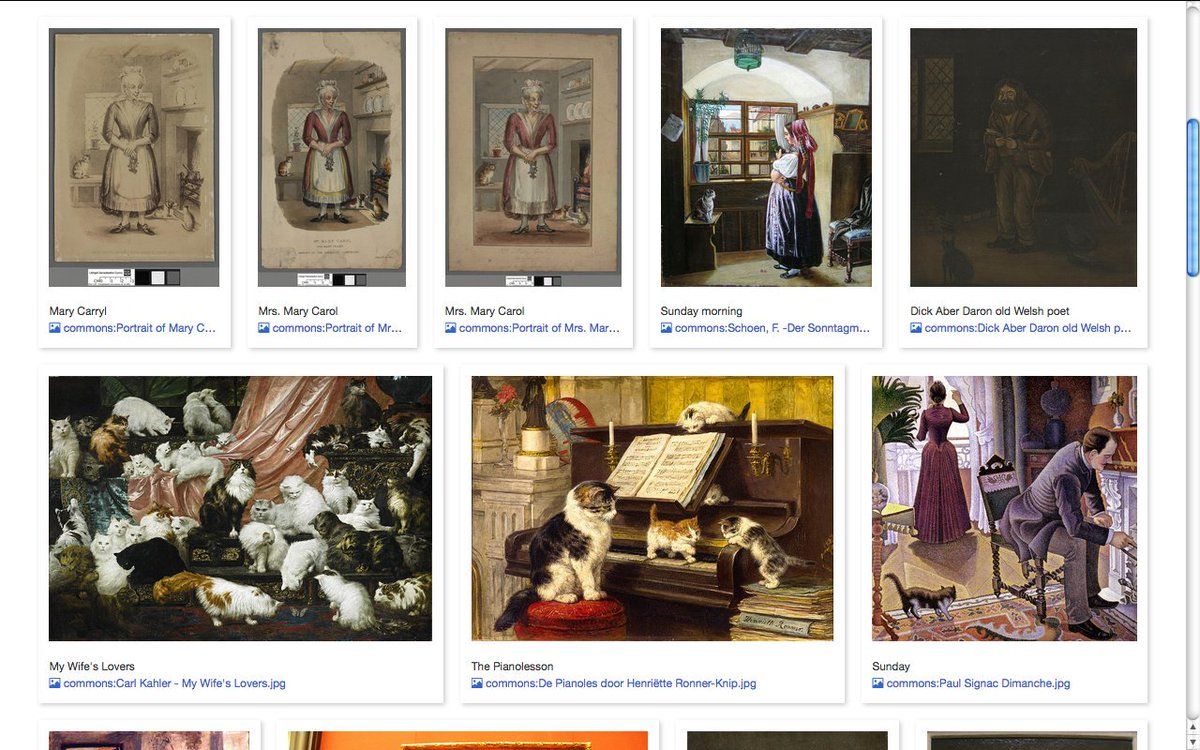 Mary Carryl
commons:Portrait of Mary C...
Mrs. Mary Carol
commons:Portrait of Mr...
Mrs. Mary Carol
commons:Portrait of Mrs. Mar...
Sunday morning
commons:Schoen, F. -Der Sonntagm...
Dick Aber Daron old Welsh poet
commons:Dick Aber Daron old Welsh p...
My Wife's Lovers
commons:Carl Kahler - My Wife's Lovers.jpg
Henriette Ronner.
The Pianolesson
commons:De Pianoles door Henriëtte Ronner-Knip.jpg
Sunday
commons:Paul Signac Dimanche.jpg